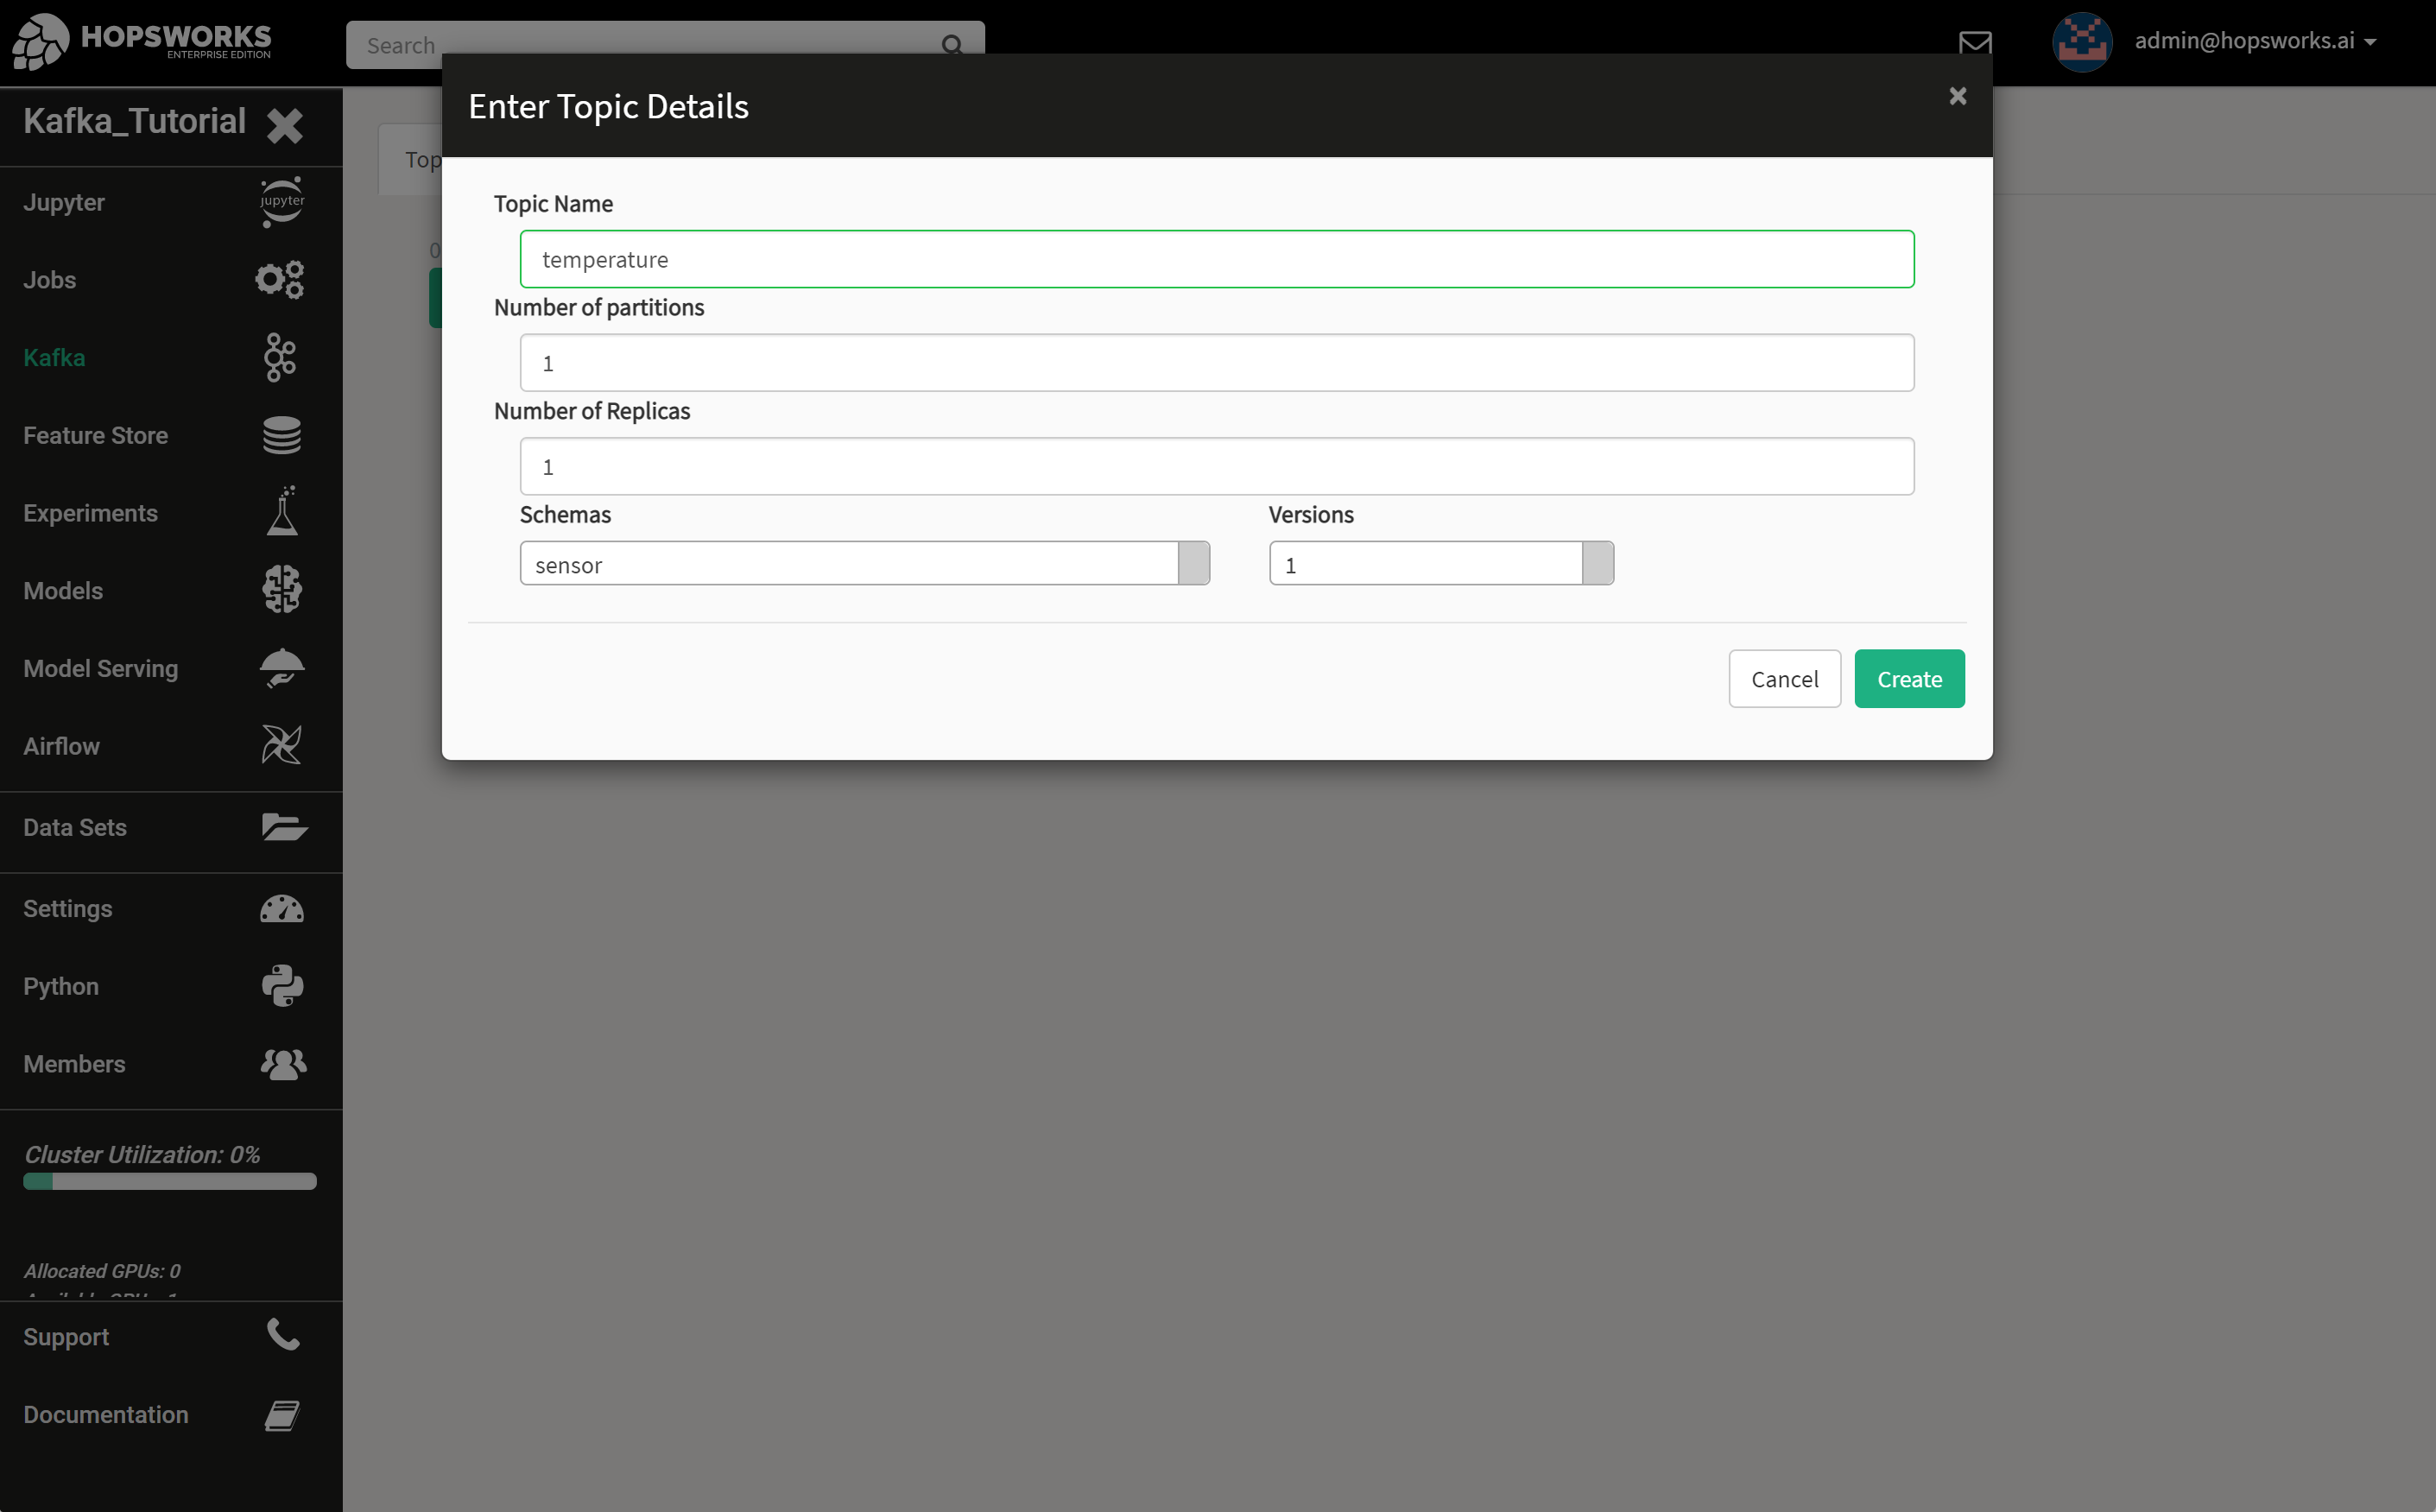 HOPSWORKS
ENTERPRISE EDITION
Search
admin@hopsworks.ai
Kafka_Tutorial
Enter Topic Details
×
Top
Topic Name
Jupyter
jupyter
0
temperature
Jobs
Number of partitions
Kafka
1
Number of Replicas
Feature Store
1
Experiments
Schemas
Versions
sensor
1
Models
Model Serving
Cancel
Create
Airflow
Data Sets
Settings
Python
Members
Cluster Utilization: 0%
Allocated GPUs: 0
Support
Documentation